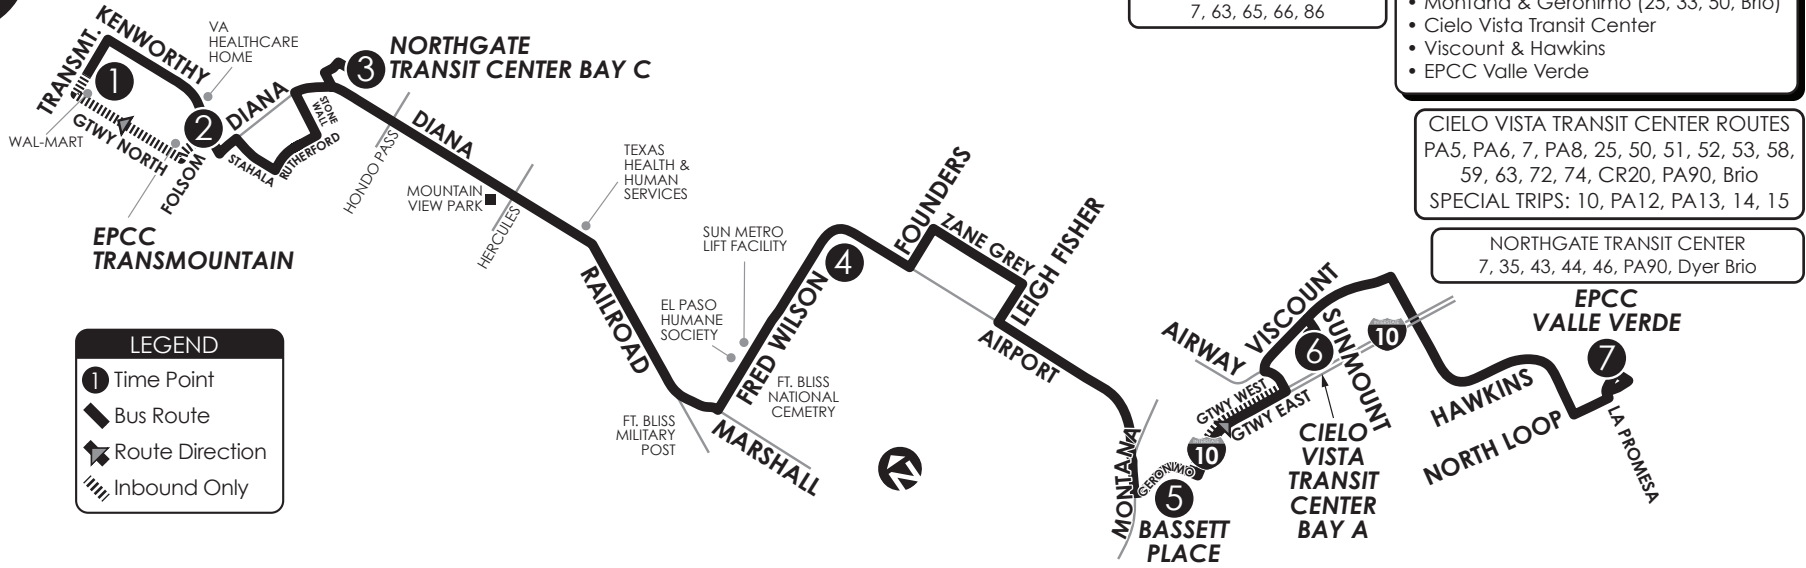 7, 63, 65, 66, 86
• Montana & Geronimo (25, 33, 50, Brio)
• Cielo Vista Transit Center
• Viscount & Hawkins
• EPCC Valle Verde
CIELO VISTA TRANSIT CENTER ROUTES
PA5, PA6, 7, PA8, 25, 50, 51, 52, 53, 58,
59, 63, 72, 74, CR20, PA90, Brio
SPECIAL TRIPS: 10, PA12, PA13, 14, 15
NORTHGATE TRANSIT CENTER
7, 35, 43, 44, 46, PA90, Dyer Brio
TRANSMT.
KENWORTHY
VA
HEALTHCARE
HOME
1
WAL-MART
GTWY NORTH
2
FOLSOM
EPCC
TRANSMOUNTAIN
DIANA
STAHALA
RUTHERFORD
STONE
WALL
3
NORTHGATE
TRANSIT CENTER BAY C
HONDO PASS
DIANA
MOUNTAIN
VIEW PARK
HERCULES
TEXAS
HEALTH &
HUMAN
SERVICES
RAILROAD
SUN METRO
LIFT FACILITY
EL PASO
HUMANE
SOCIETY
FRED WILSON
FT. BLISS
NATIONAL
CEMETRY
FT. BLISS
MILITARY
POST
MARSHALL
4
FOUNDERS
ZANE GREY
LEIGH FISHER
AIRPORT
MONTANA
GERONIMO
5
BASSETT
PLACE
10
GTWY WEST
GTWY EAST
AIRWAY
VISCOUNT
6
SUNMOUNT
CIELO
VISTA
TRANSIT
CENTER
BAY A
10
HAWKINS
NORTH LOOP
EPCC
VALLE VERDE
7
LA PROMESA
LEGEND
1 Time Point
Bus Route
Route Direction
Inbound Only